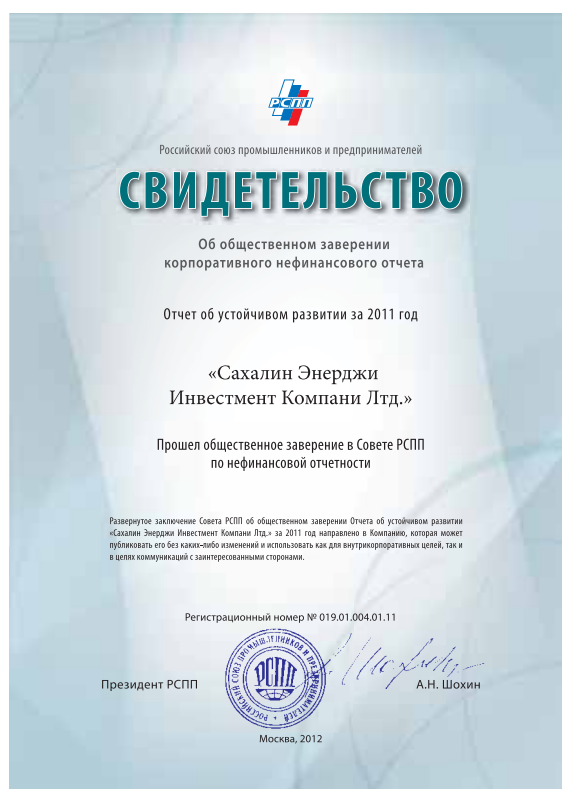 РСПП
Российский союз промышленников и предпринимателей
СВИДЕТЕЛЬСТВО
Об общественном заверении
корпоративного нефинансового отчета
Отчет об устойчивом развитии за 2011 год
«Сахалин Энерджи
Инвестмент Компани Лтд.»
Прошел общественное заверение в Совете РСПП
по нефинансовой отчетности
Развернутое заключение Совета РСПП об общественном заверении Отчета об устойчивом развитии
«Сахалин Энерджи Инвестмент Компани Лтд.» за 2011 год направлено в Компанию, которая может
публиковать его без каких-либо изменений и использовать как для внутрикорпоративных целей, так и
в целях коммуникаций с заинтересованными сторонами.
Регистрационный номер № 019.01.004.01.11
РОССИЙСКИЙ СОЮЗ ПРОМЫШЛЕННИКОВ И ПРЕДПРИНИМАТЕЛЕЙ
РСПП
Президент РСПП
А.Н. Шохин
Москва, 2012